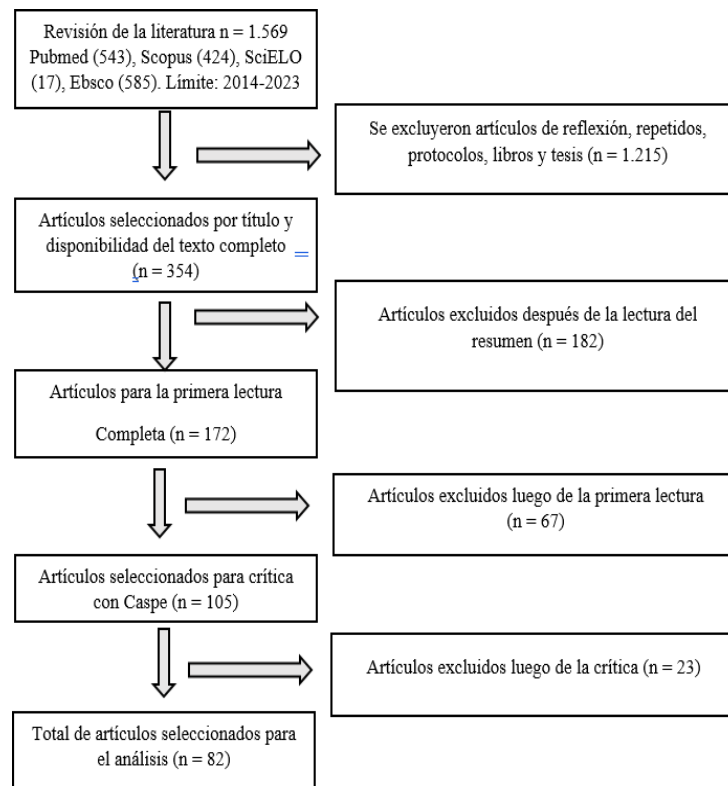 Revisión de la literatura n = 1.569
Pubmed (543), Scopus (424), SciELO
(17), Ebsco (585). Límite: 2014-2023
Se excluyeron artículos de reflexión, repetidos,
protocolos, libros y tesis (n = 1.215)
Artículos seleccionados por título y
disponibilidad del texto completo =
(n = 354)
Artículos excluidos después de la lectura del
resumen (n = 182)
Artículos para la primera lectura
Completa (n = 172)
Artículos excluidos luego de la primera lectura
(n = 67)
Artículos seleccionados para crítica
con Caspe (n = 105)
Artículos excluidos luego de la crítica (n = 23)
Total de artículos seleccionados para
el análisis (n = 82)